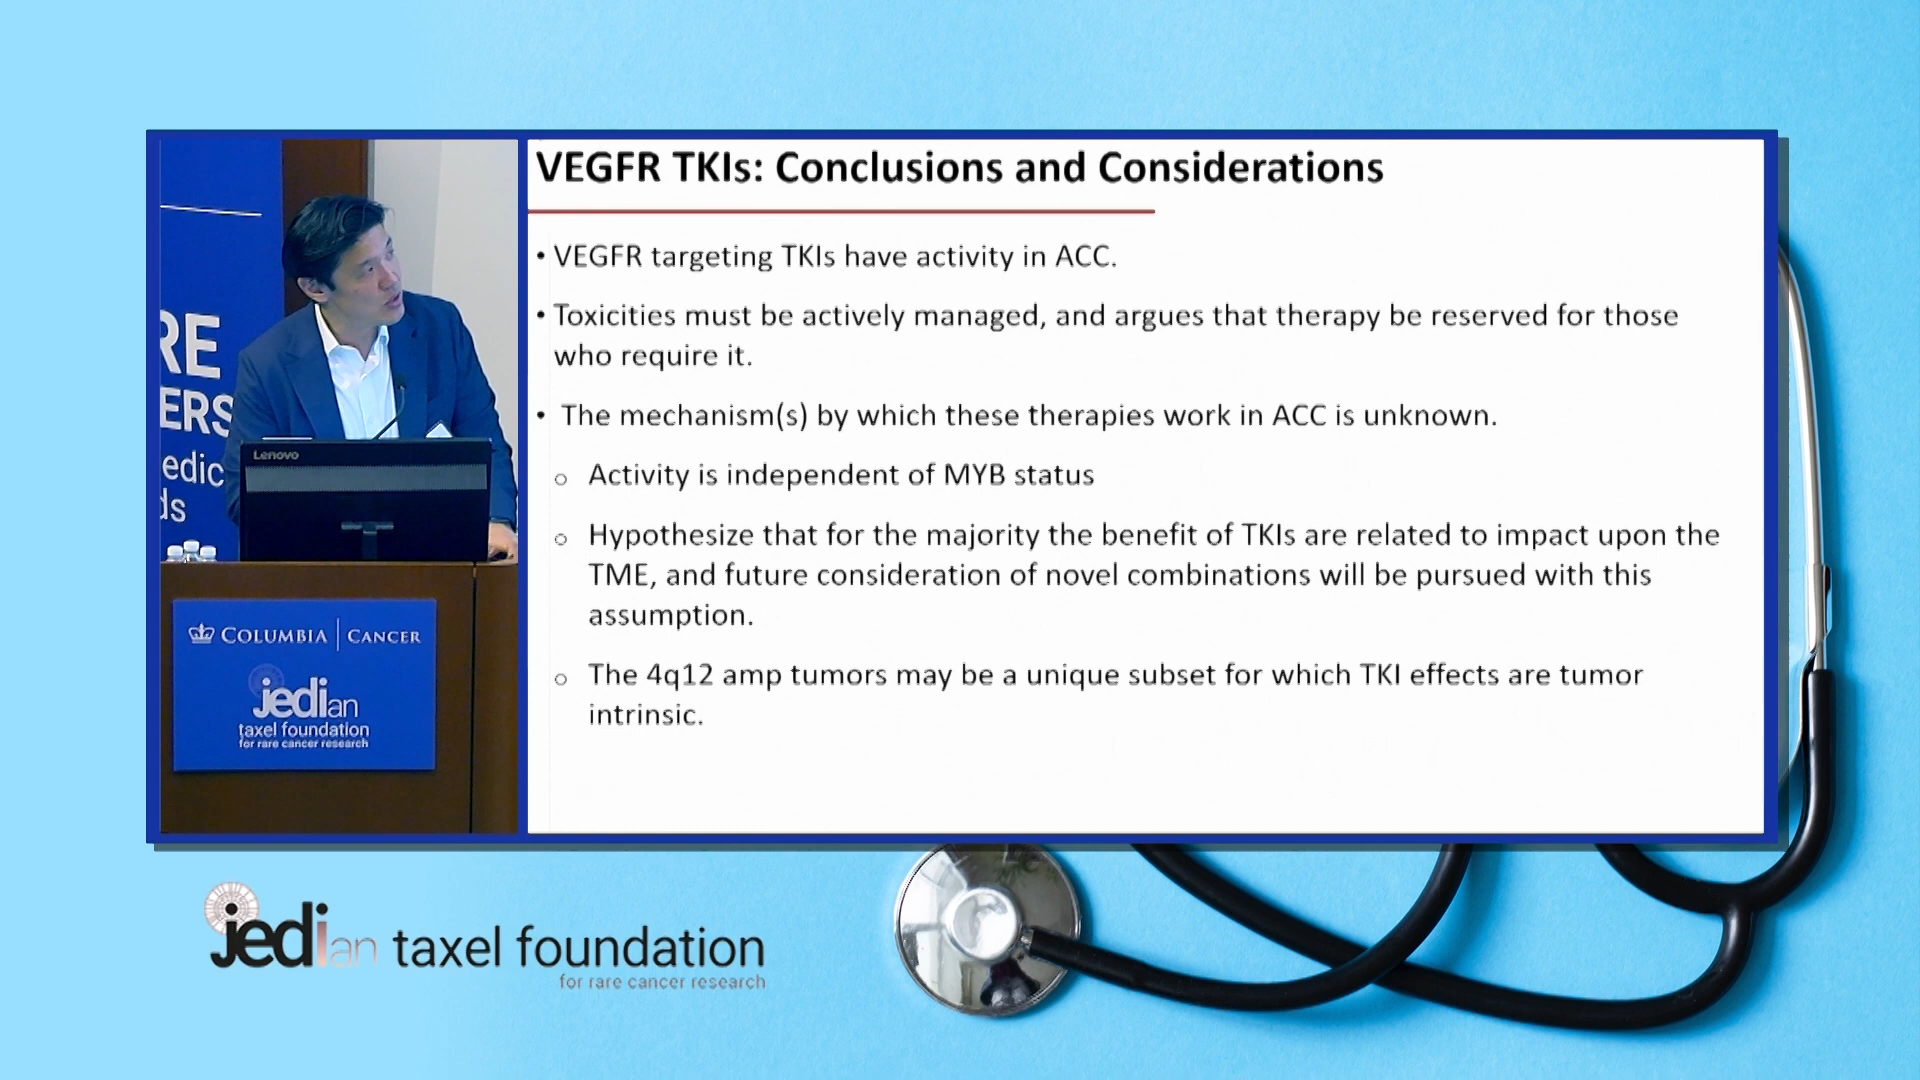 VEGFR TKIs: Conclusions and Considerations
• VEGFR targeting TKIs have activity in ACC.
• Toxicities must be actively managed, and argues that therapy be reserved for those
who require it.
• The mechanism(s) by which these therapies work in ACC is unknown.
o Activity is independent of MYB status
o Hypothesize that for the majority the benefit of TKIs are related to impact upon the
TME, and future consideration of novel combinations will be pursued with this
assumption.
o The 4q12 amp tumors may be a unique subset for which TKI effects are tumor
intrinsic.
RE
ERS
edic
ds
Lenovo
COLUMBIA | CANCER
jedian
taxel foundation
for rare cancer research
jedian taxel foundation
for rare cancer research